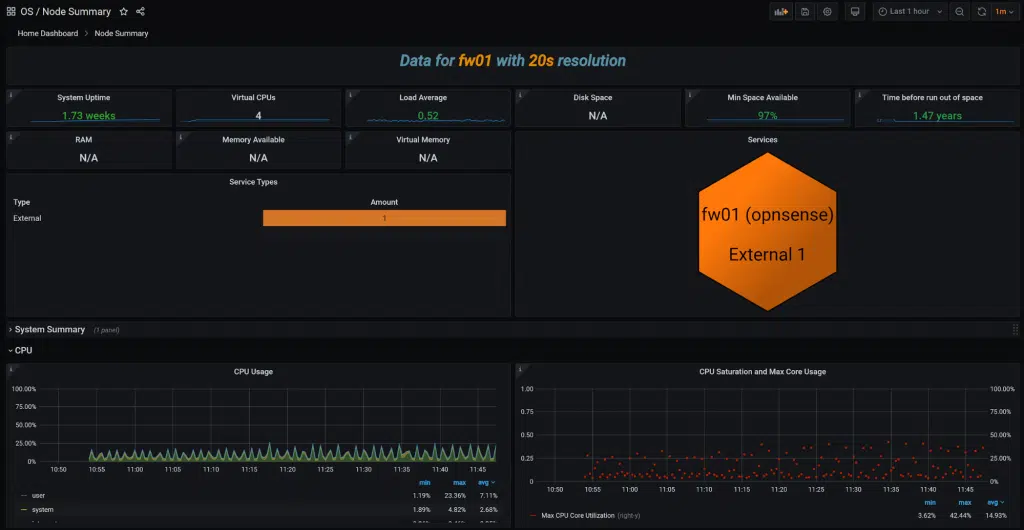 OS / Node Summary
Last 1 hour
1m
Home Dashboard > Node Summary
Data for fw01 with 20s resolution
System Uptime
1.73 weeks
Virtual CPUs
4
Load Average
0.52
Disk Space
N/A
Min Space Available
97%
Time before run out of space
1.47 years
RAM
N/A
Memory Available
N/A
Virtual Memory
N/A
Service Types
Type Amount
External 1
Services
fw01 (opnsense)
External 1
System Summary (1 panel)
CPU
CPU Usage
100.00%
75.00%
50.00%
25.00%
0%
10:50 10:55 11:00 11:05 11:10 11:15 11:20 11:25 11:30 11:35 11:40 11:45
min max avg
user 1.19% 23.36% 7.11%
system 1.89% 4.82% 2.68%
CPU Saturation and Max Core Usage
1.00 100.00%
0.75 75.00%
0.50 50.00%
0.25 25.00%
0 0%
10:50 10:55 11:00 11:05 11:10 11:15 11:20 11:25 11:30 11:35 11:40 11:45
min max avg
Max CPU Core Utilization (right-y) 3.62% 42.44% 14.93%